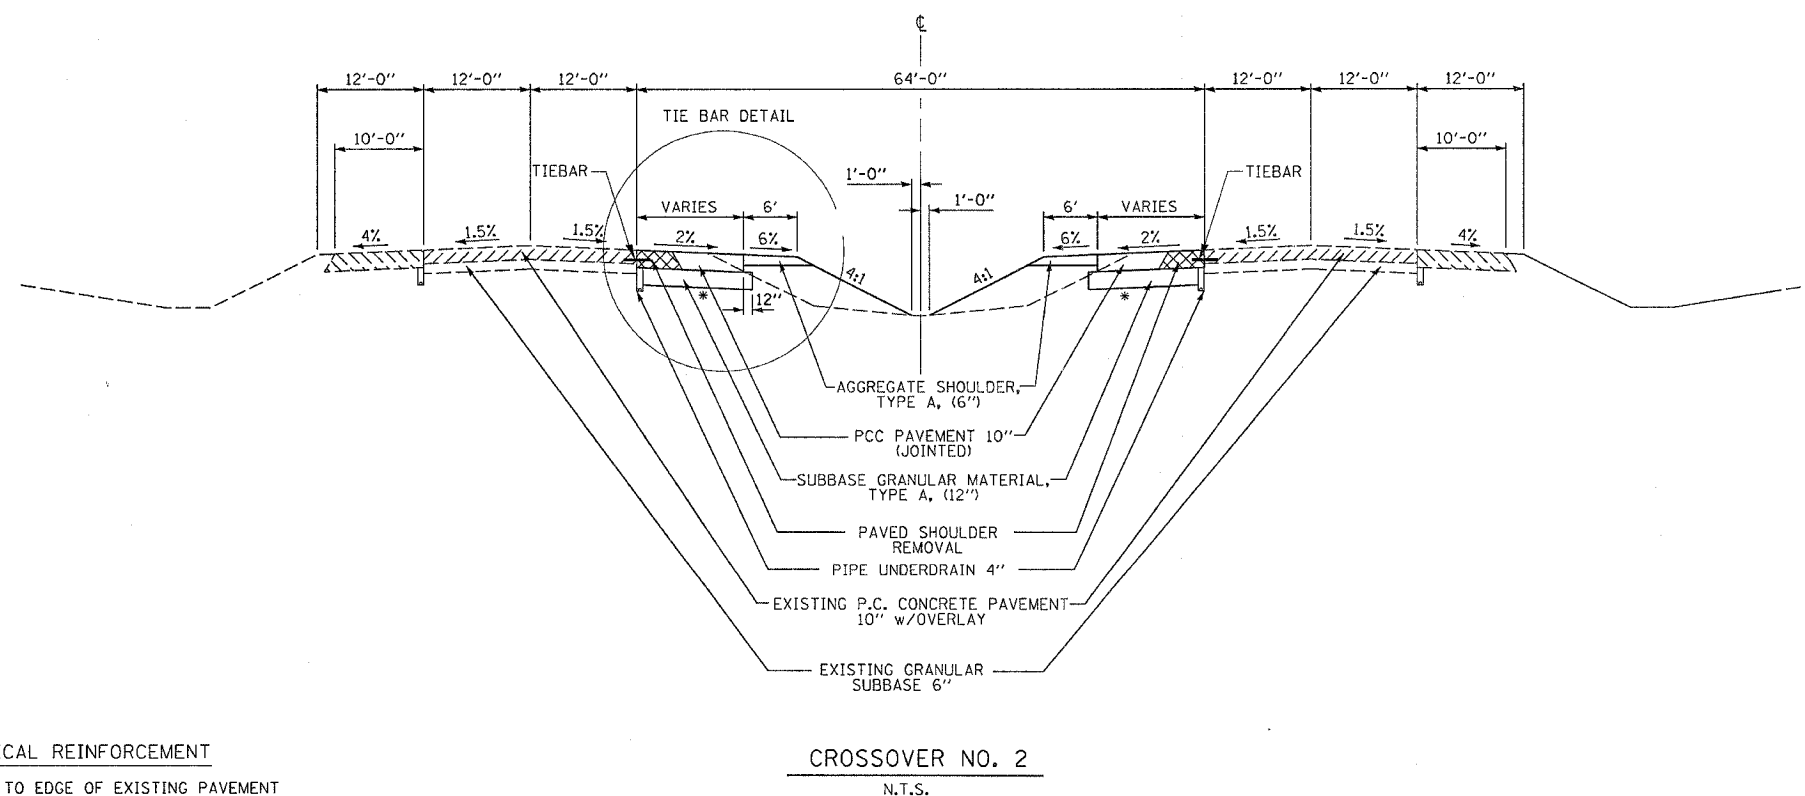 ℄
12'-0" 12'-0" 12'-0" 64'-0" 12'-0" 12'-0" 12'-0"
TIE BAR DETAIL
10'-0" 10'-0"
TIEBAR 1'-0" TIEBAR
1'-0"
VARIES 6' 6' VARIES
4% 1.5% 1.5% 2% 6% 6% 2% 1.5% 1.5% 4%
4:1 4:1
* 12" *
AGGREGATE SHOULDER,
TYPE A, (6")
PCC PAVEMENT 10"
(JOINTED)
SUBBASE GRANULAR MATERIAL,
TYPE A, (12")
PAVED SHOULDER
REMOVAL
PIPE UNDERDRAIN 4"
EXISTING P.C. CONCRETE PAVEMENT
10" w/OVERLAY
EXISTING GRANULAR
SUBBASE 6"
CAL REINFORCEMENT
TO EDGE OF EXISTING PAVEMENT
CROSSOVER NO. 2
N.T.S.